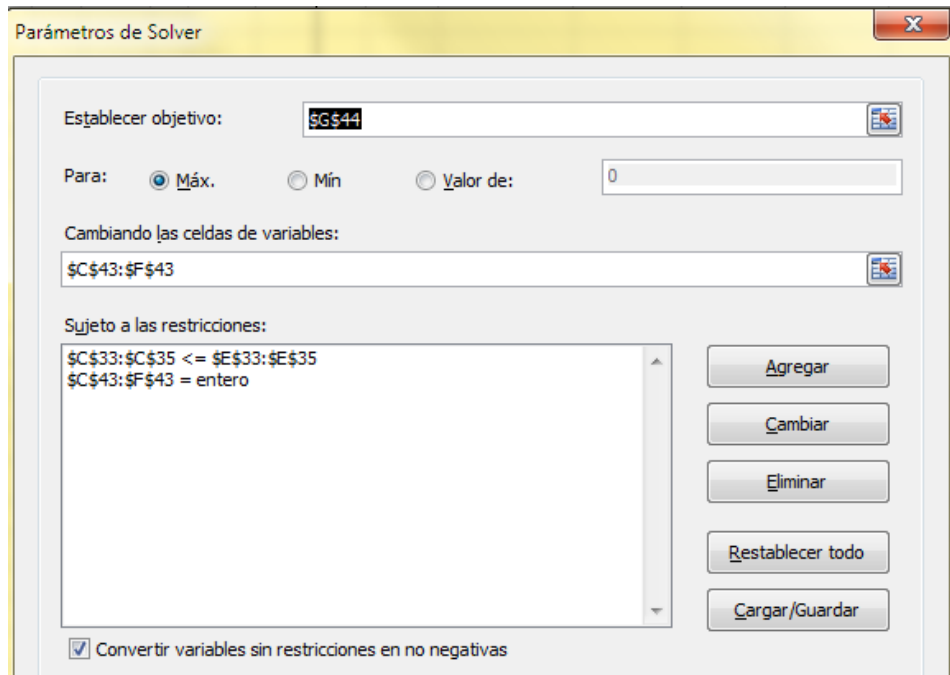 Parámetros de Solver
Establecer objetivo: $G$44
Para: Máx. Mín Valor de: 0
Cambiando las celdas de variables:
$C$43:$F$43
Sujeto a las restricciones:
$C$33:$C$35 <= $E$33:$E$35
$C$43:$F$43 = entero
Agregar
Cambiar
Eliminar
Restablecer todo
Cargar/Guardar
Convertir variables sin restricciones en no negativas